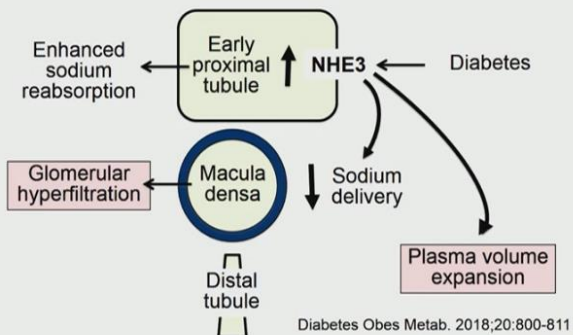 Enhanced
sodium
reabsorption
Early
proximal
tubule
NHE3
Diabetes
Glomerular
hyperfiltration
Macula
densa
Sodium
delivery
Plasma volume
expansion
Distal
tubule
Diabetes Obes Metab. 2018;20:800-811